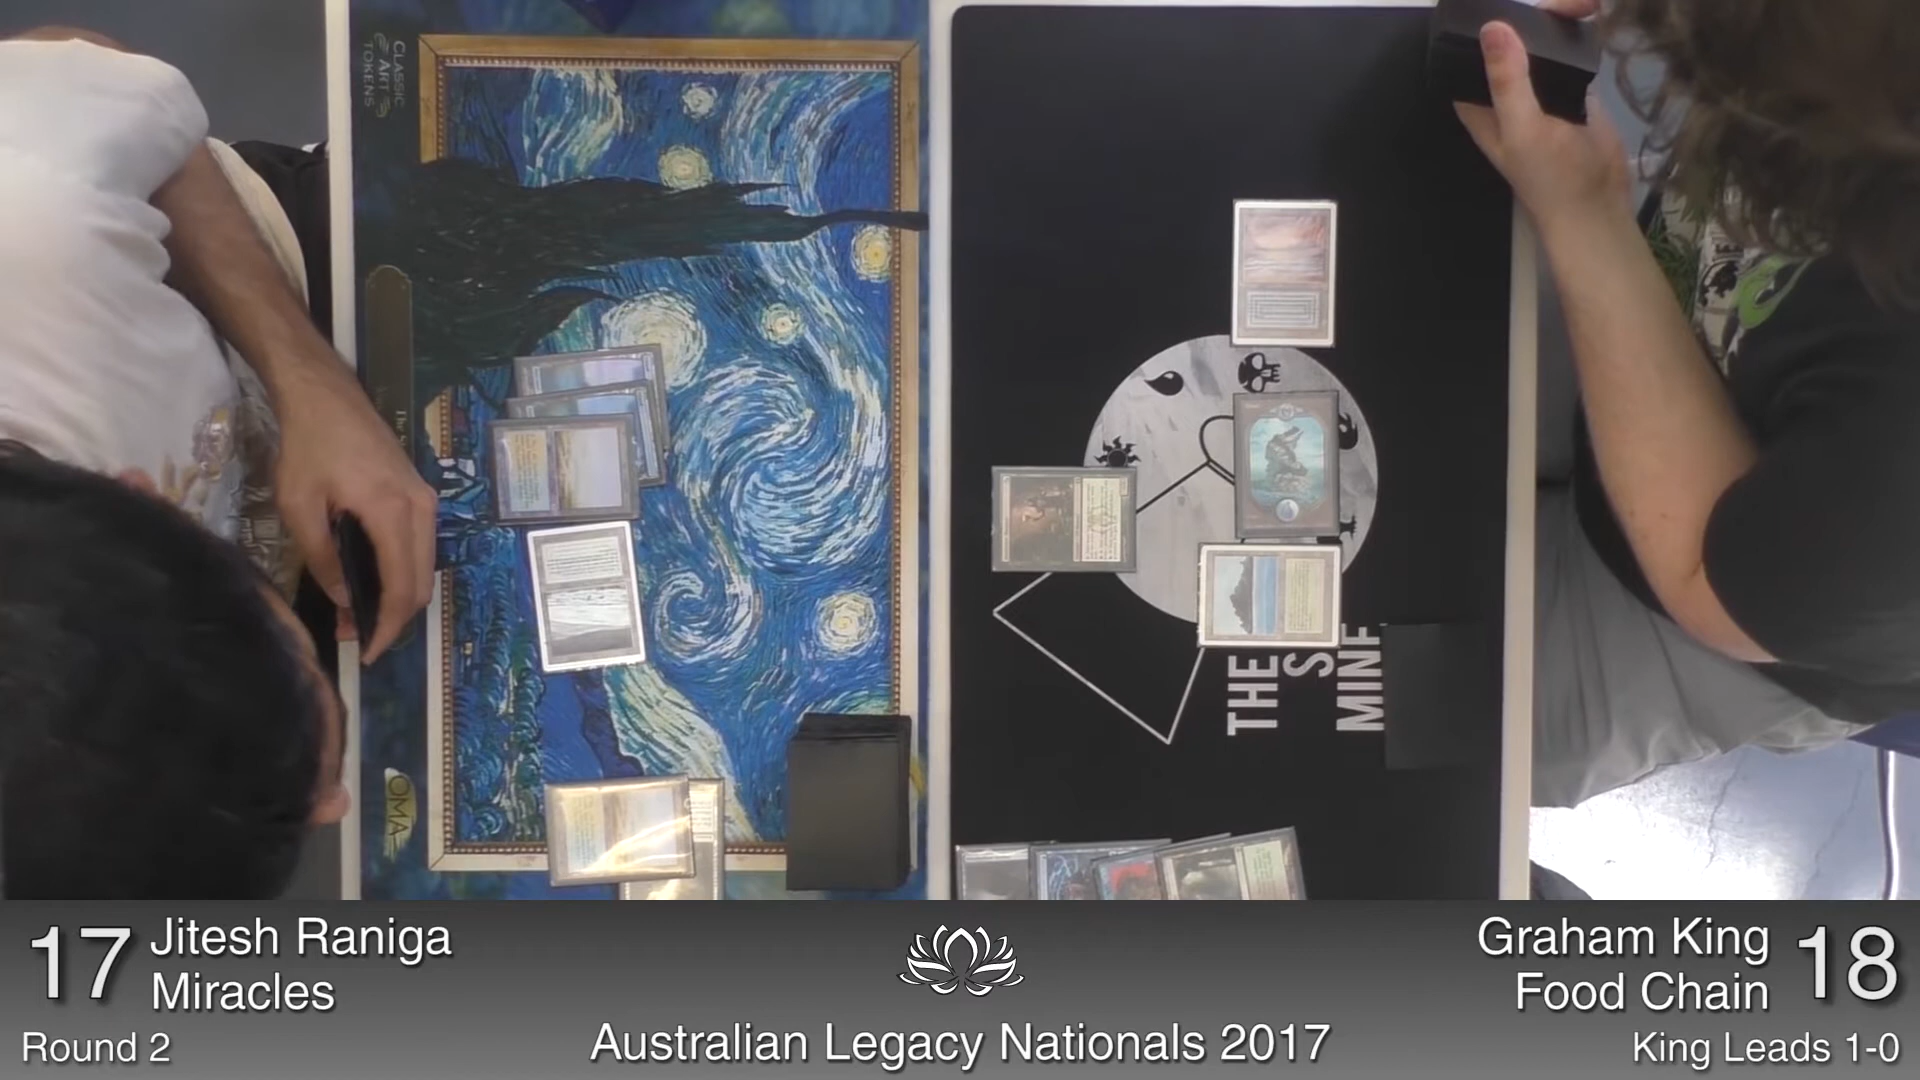 CLASSIC
ART
TOKENS
OMA
THE
S
MINE
17
Jitesh Raniga
Miracles
Round 2
Australian Legacy Nationals 2017
Graham King
Food Chain
18
King Leads 1-0